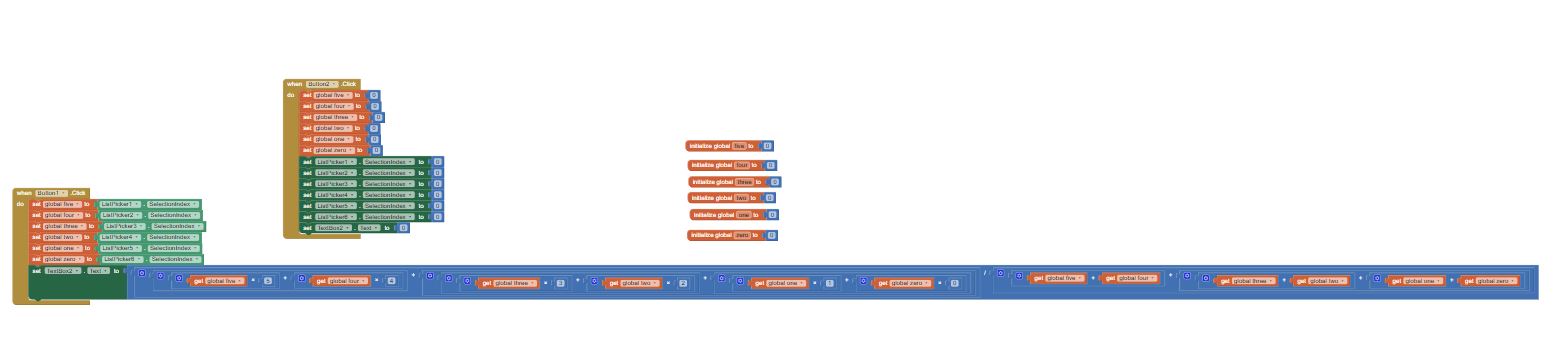 when Button2 .Click
do set global five to 0
set global four to 0
set global three to 0
set global two to 0
set global one to 0
set global zero to 0
set ListPicker1 . SelectionIndex to 0
set ListPicker2 . SelectionIndex to 0
set ListPicker3 . SelectionIndex to 0
set ListPicker4 . SelectionIndex to 0
set ListPicker5 . SelectionIndex to 0
set ListPicker6 . SelectionIndex to 0
set TextBox2 . Text to 0
initialize global five to 0
initialize global four to 0
initialize global three to 0
initialize global two to 0
initialize global one to 0
initialize global zero to 0
when Button1 .Click
do set global five to ListPicker1 . SelectionIndex
set global four to ListPicker2 . SelectionIndex
set global three to ListPicker3 . SelectionIndex
set global two to ListPicker4 . SelectionIndex
set global one to ListPicker5 . SelectionIndex
set global zero to ListPicker6 . SelectionIndex
set TextBox2 . Text to get global five × 5 + get global four × 4 + get global three × 3 + get global two × 2 + get global one × 1 + get global zero × 0 / get global five + get global four + get global three + get global two + get global one + get global zero